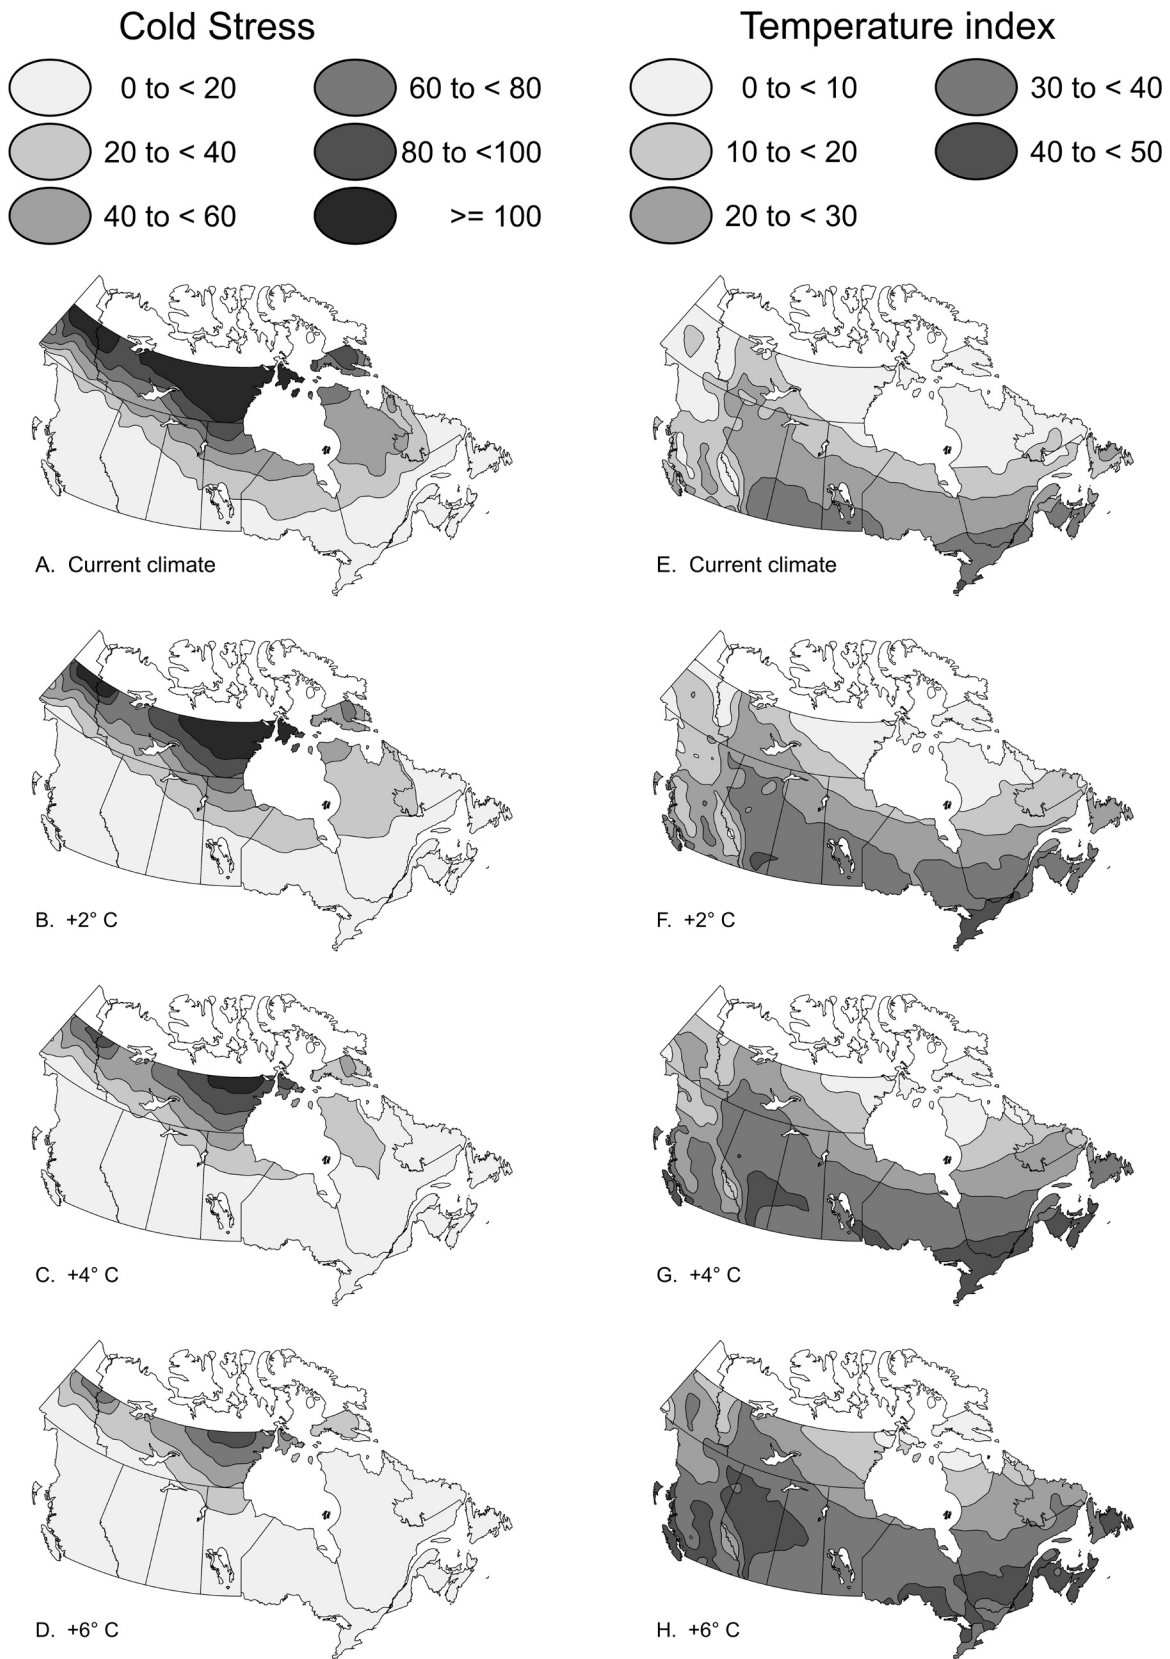 Cold Stress
0 to < 20
20 to < 40
40 to < 60
60 to < 80
80 to <100
>= 100
Temperature index
0 to < 10
10 to < 20
20 to < 30
30 to < 40
40 to < 50
A. Current climate
E. Current climate
B. +2° C
F. +2° C
C. +4° C
G. +4° C
D. +6° C
H. +6° C